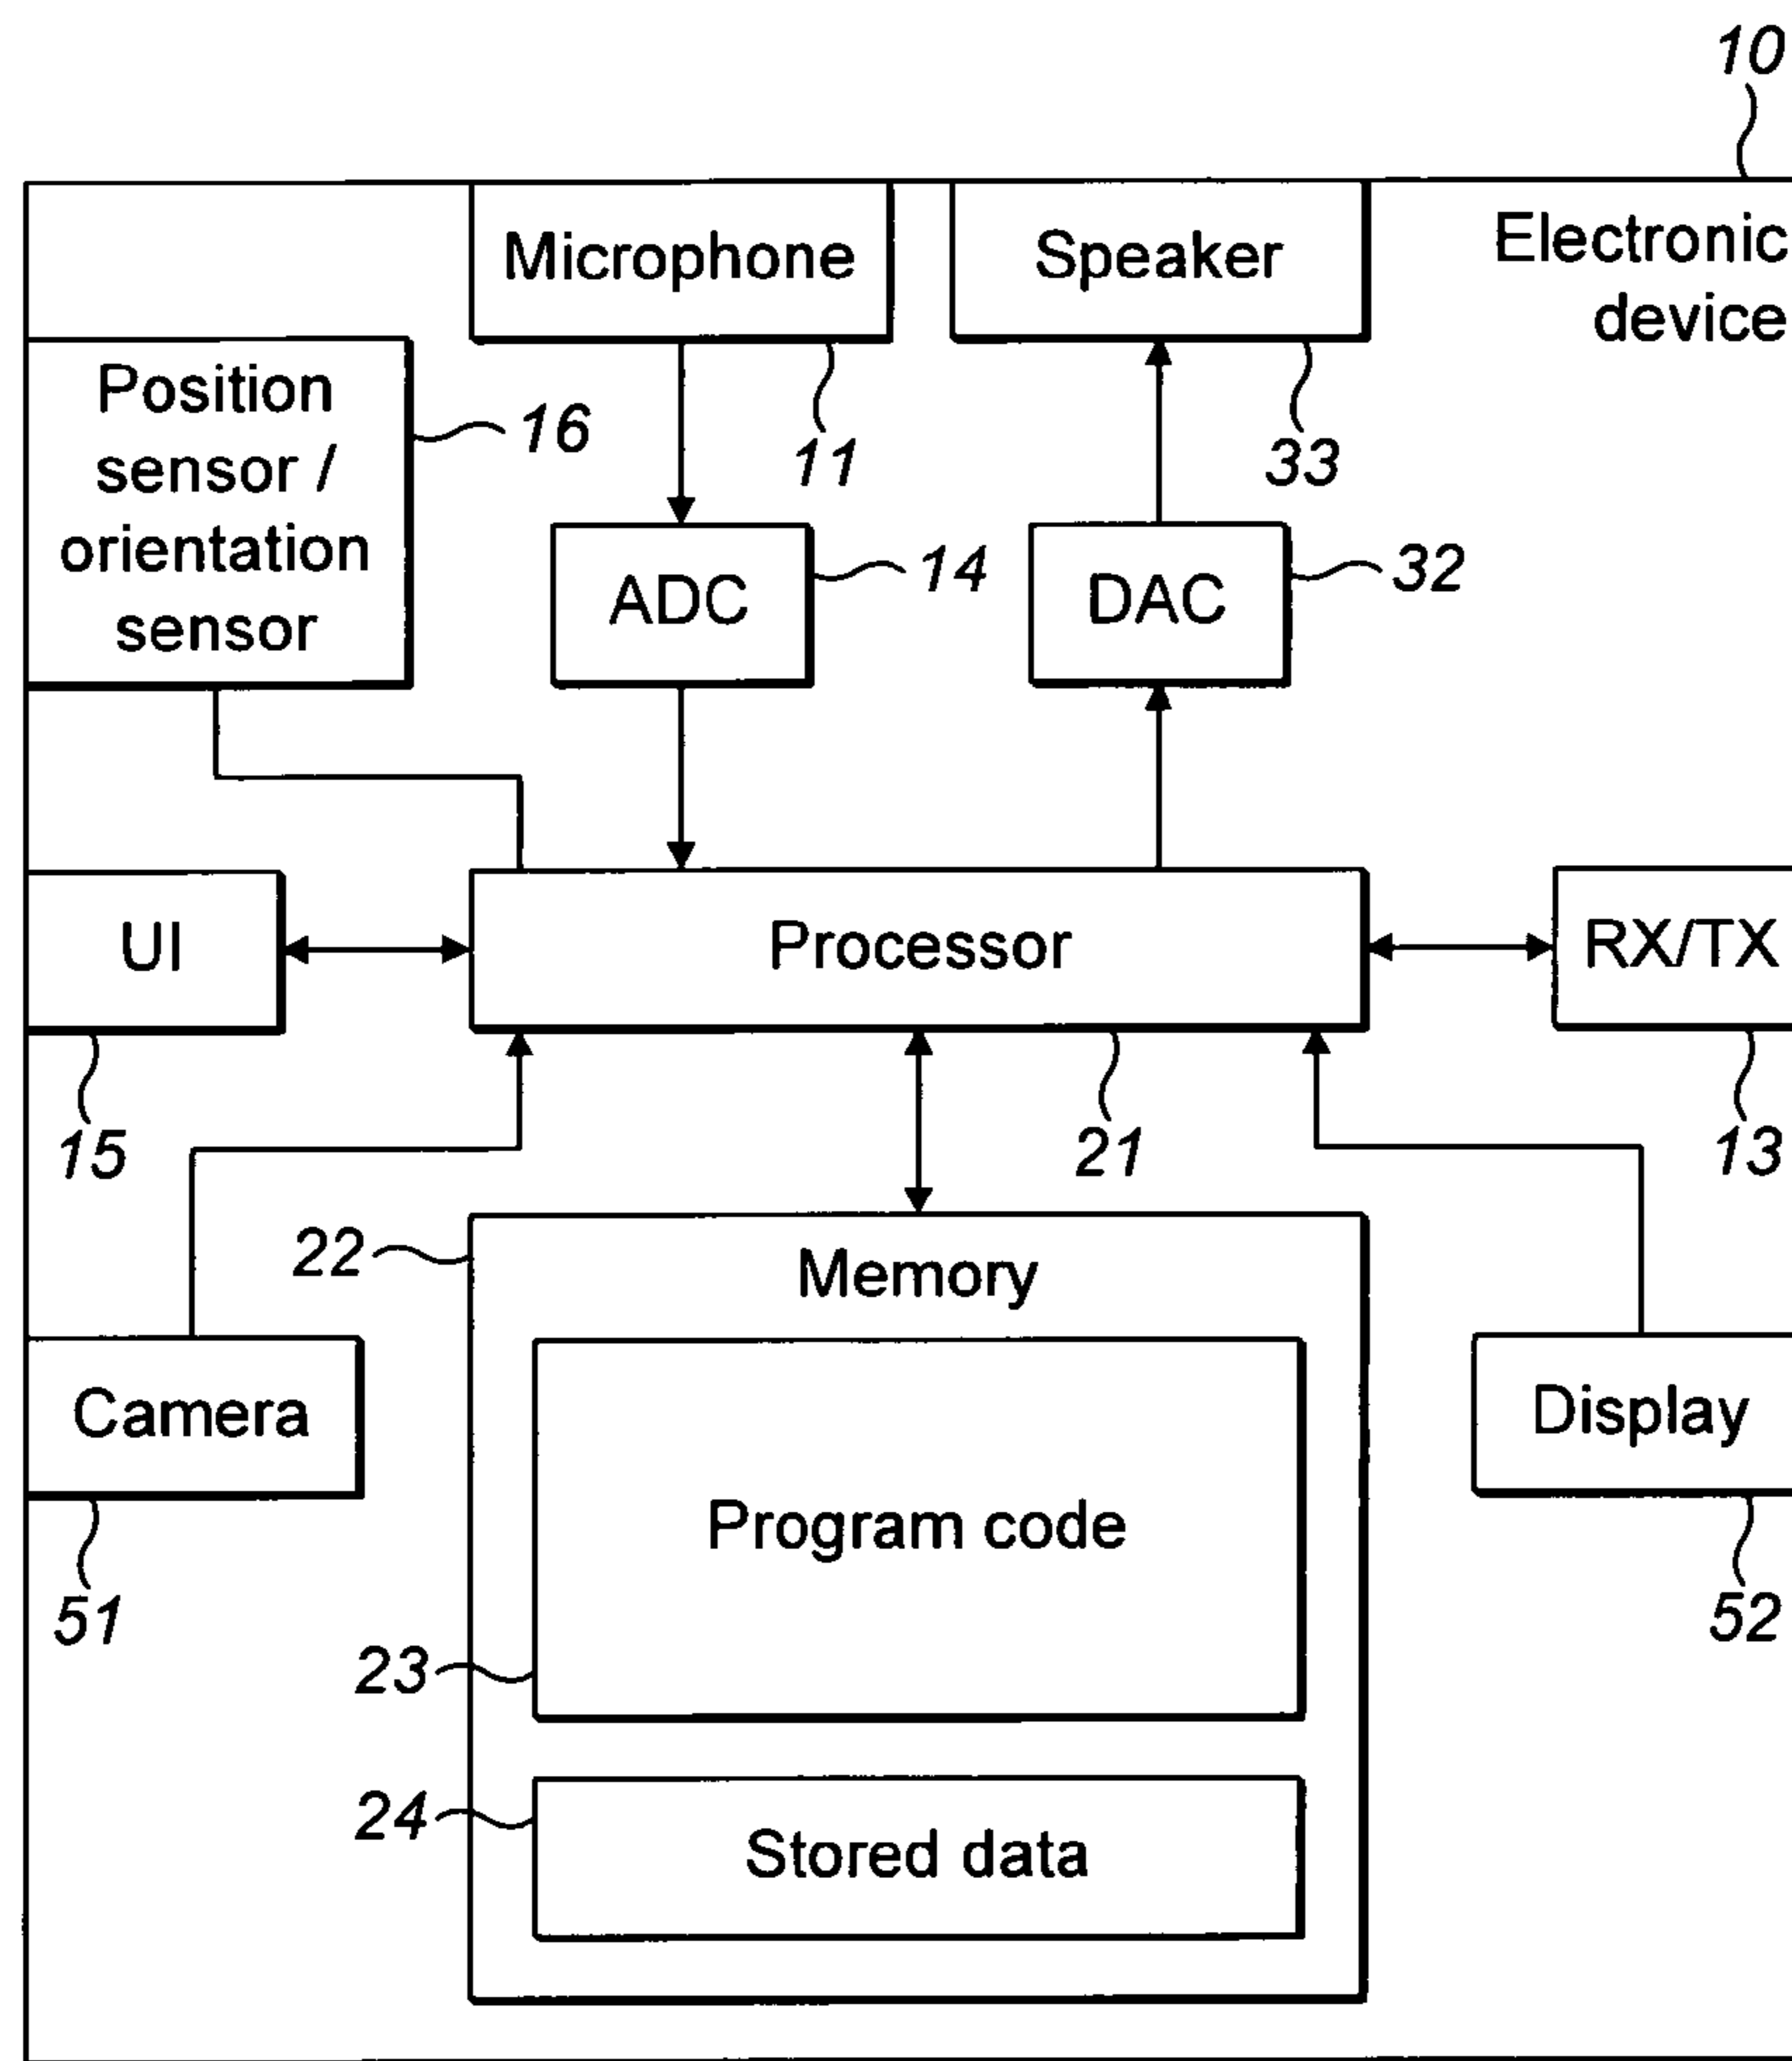 10
Electronic
device
Microphone
Speaker
11
33
Position
sensor /
orientation
sensor
16
ADC
14
DAC
32
UI
Processor
RX/TX
15
21
13
22
Memory
Camera
Display
51
52
Program code
23
24
Stored data